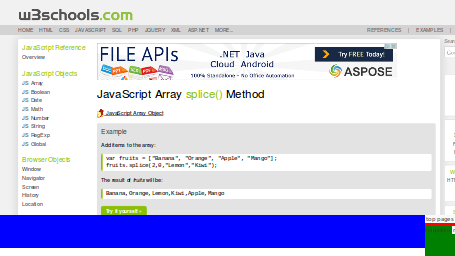 w3schools.com
HOME HTML CSS JAVASCRIPT SQL PHP JQUERY XML ASP.NET MORE... REFERENCES | EXAMPLES |
JavaScript Reference
Overview
JavaScript Objects
JS Array
JS Boolean
JS Date
JS Math
JS Number
JS String
JS RegExp
JS Global
Browser Objects
Window
Navigator
Screen
History
Location
FILE APIs
.NET Java
Cloud Android
100% Standalone - No Office Automation
Try FREE Today!
ASPOSE
JavaScript Array splice() Method
JavaScript Array Object
Example
Add items to the array:
var fruits = ["Banana", "Orange", "Apple", "Mango"];
fruits.splice(2,0,"Lemon","Kiwi");
The result of fruits will be:
Banana,Orange,Lemon,Kiwi,Apple,Mango
Try it yourself »
top pages